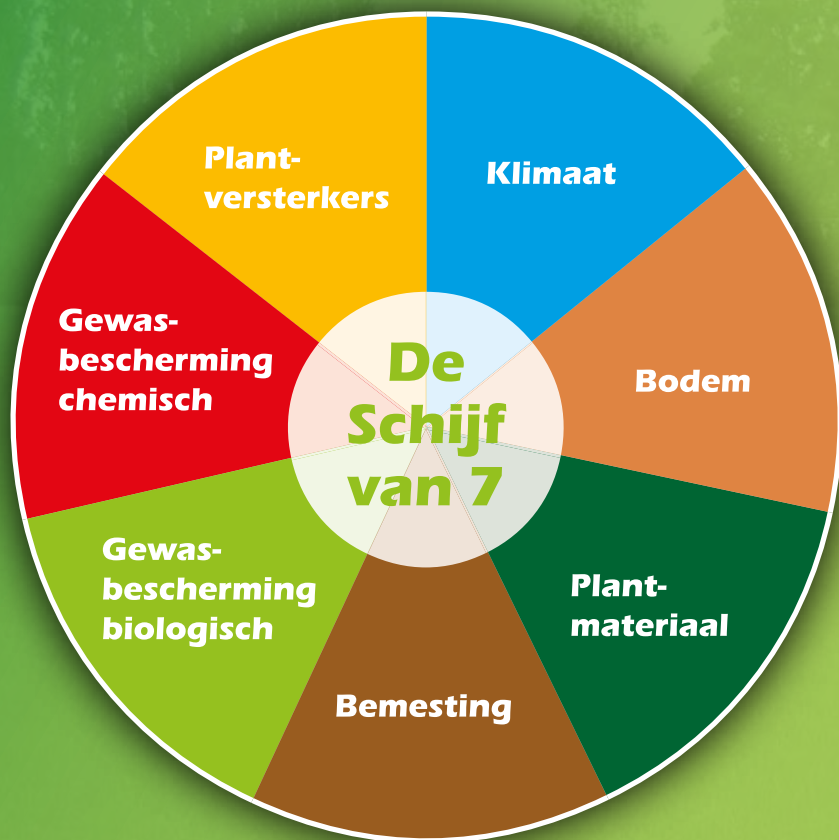 De
Schijf
van 7
Klimaat
Bodem
Plant-
materiaal
Bemesting
Gewas-
bescherming
biologisch
Gewas-
bescherming
chemisch
Plant-
versterkers